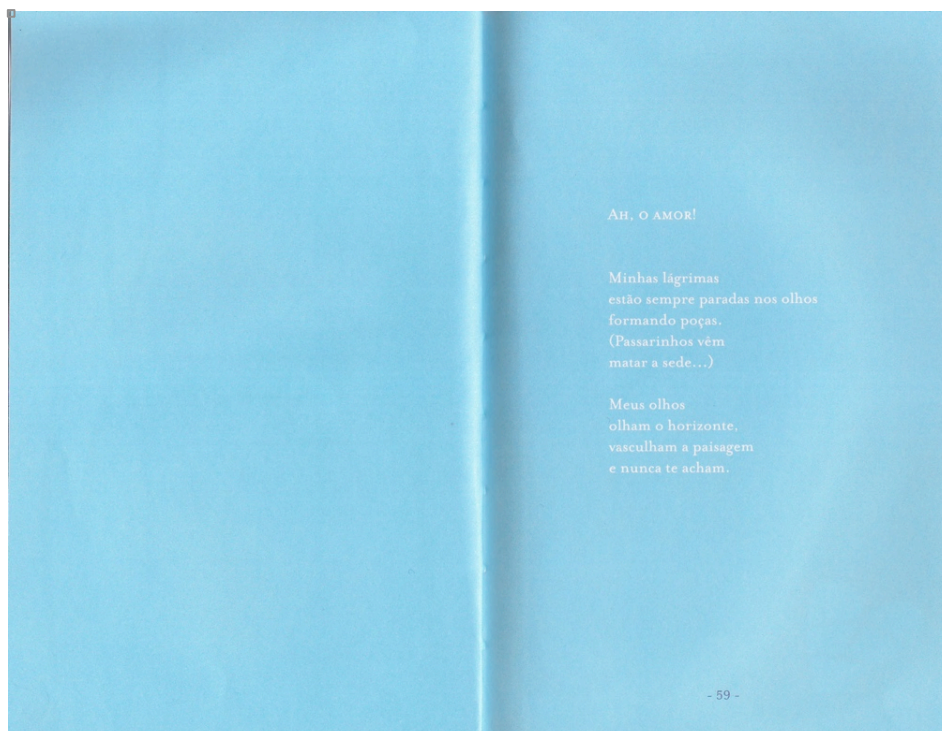 AH, O AMOR!
Minhas lágrimas
estão sempre paradas nos olhos
formando poças.
(Passarinhos vêm
matar a sede...)
Meus olhos
olham o horizonte,
vasculham a paisagem
e nunca te acham.
- 59 -